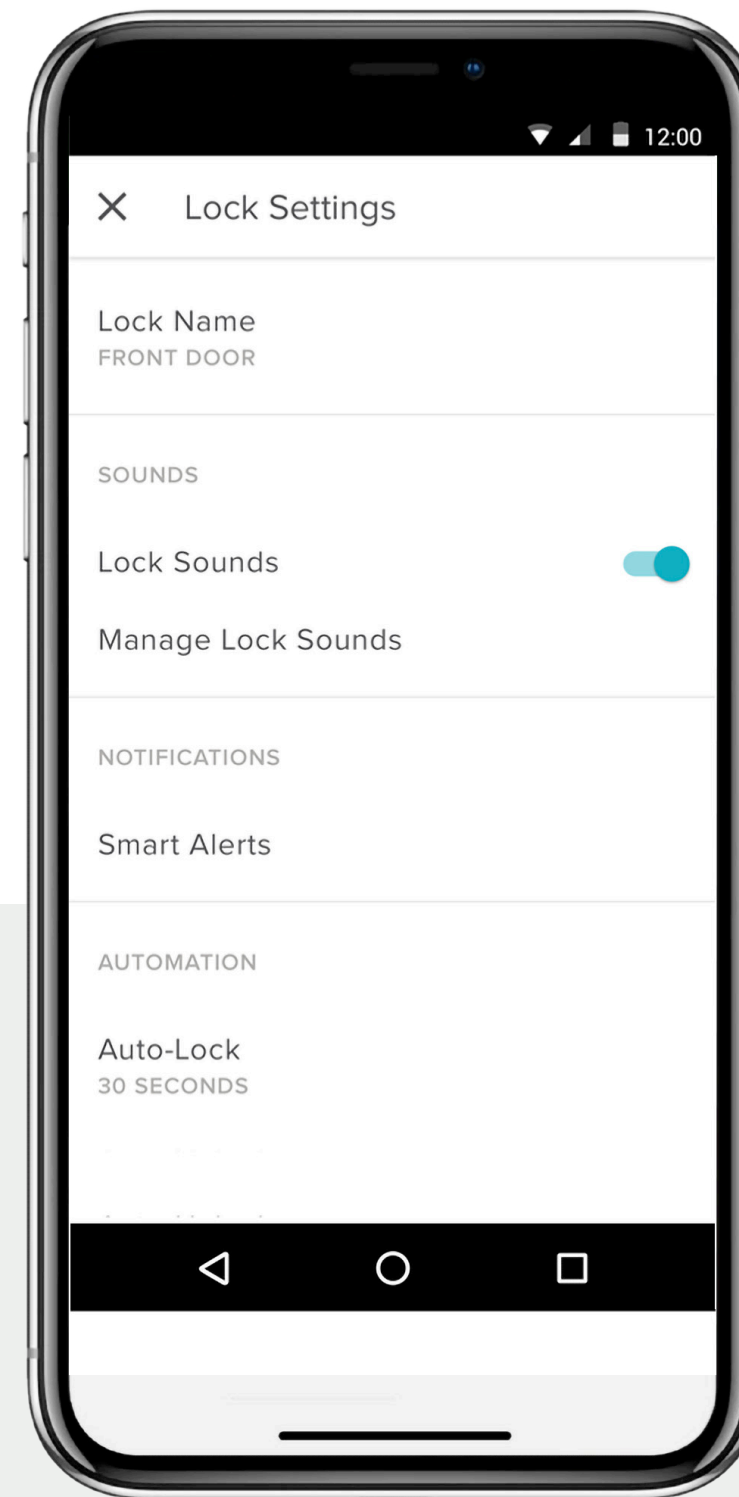 12:00
Lock Settings
Lock Name
FRONT DOOR
SOUNDS
Lock Sounds
Manage Lock Sounds
NOTIFICATIONS
Smart Alerts
AUTOMATION
Auto-Lock
30 SECONDS